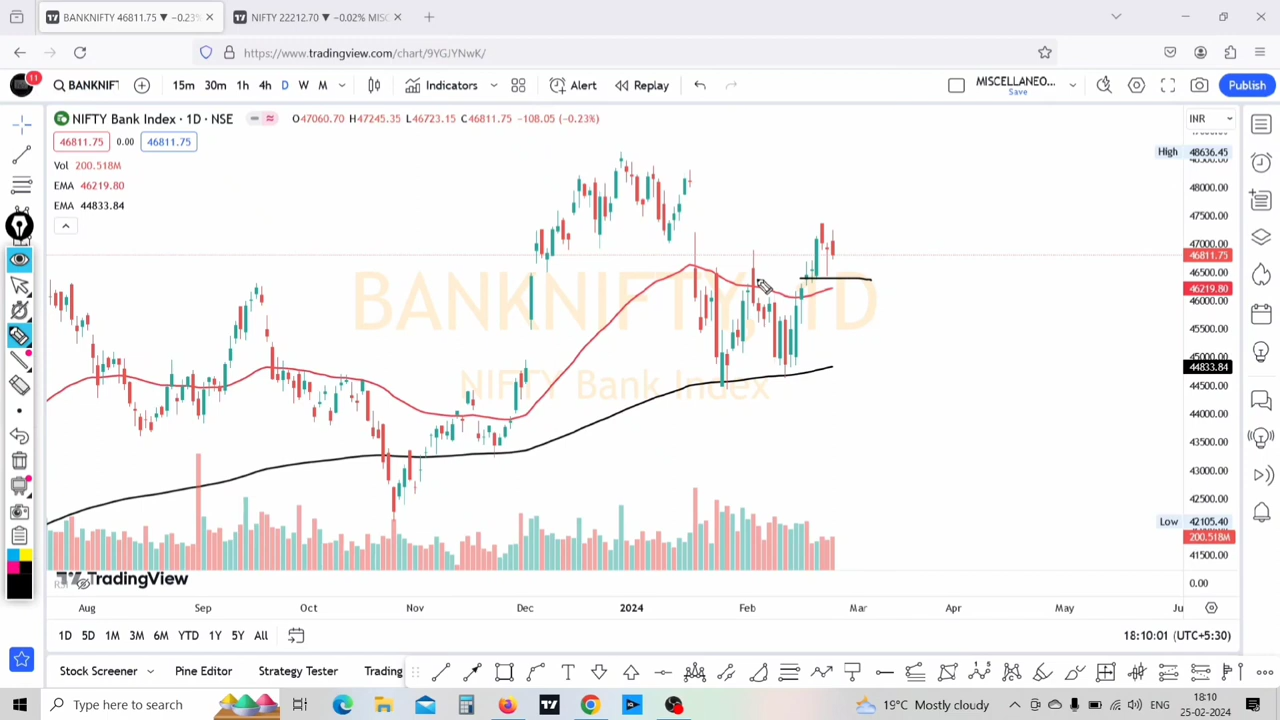 BANKNIFTY 46811.75 ▼ −0.23%
NIFTY 22212.70 ▼ −0.02% MISC
https://www.tradingview.com/chart/9YGJYNwK/
11
BANKNIFT
15m 30m 1h 4h D W M
Indicators
Alert
Replay
MISCELLANEO...
Save
Publish
NIFTY Bank Index · 1D · NSE
O47060.70 H47245.35 L46723.15 C46811.75 −108.05 (−0.23%)
46811.75 0.00 46811.75
Vol 200.518M
EMA 46219.80
EMA 44833.84
BANKNIFTY, 1D
NIFTY Bank Index
INR
High 48636.45
48000.00
47500.00
47000.00
46811.75
46500.00
46219.80
46000.00
45500.00
45000.00
44833.84
44500.00
44000.00
43500.00
43000.00
42500.00
Low 42105.40
200.518M
41500.00
0.00
TradingView
Aug Sep Oct Nov Dec 2024 Feb Mar Apr May Ju
1D 5D 1M 3M 6M YTD 1Y 5Y All
18:10:01 (UTC+5:30)
Stock Screener Pine Editor Strategy Tester Trading
Type here to search
19°C Mostly cloudy
ENG
18:10
25-02-2024